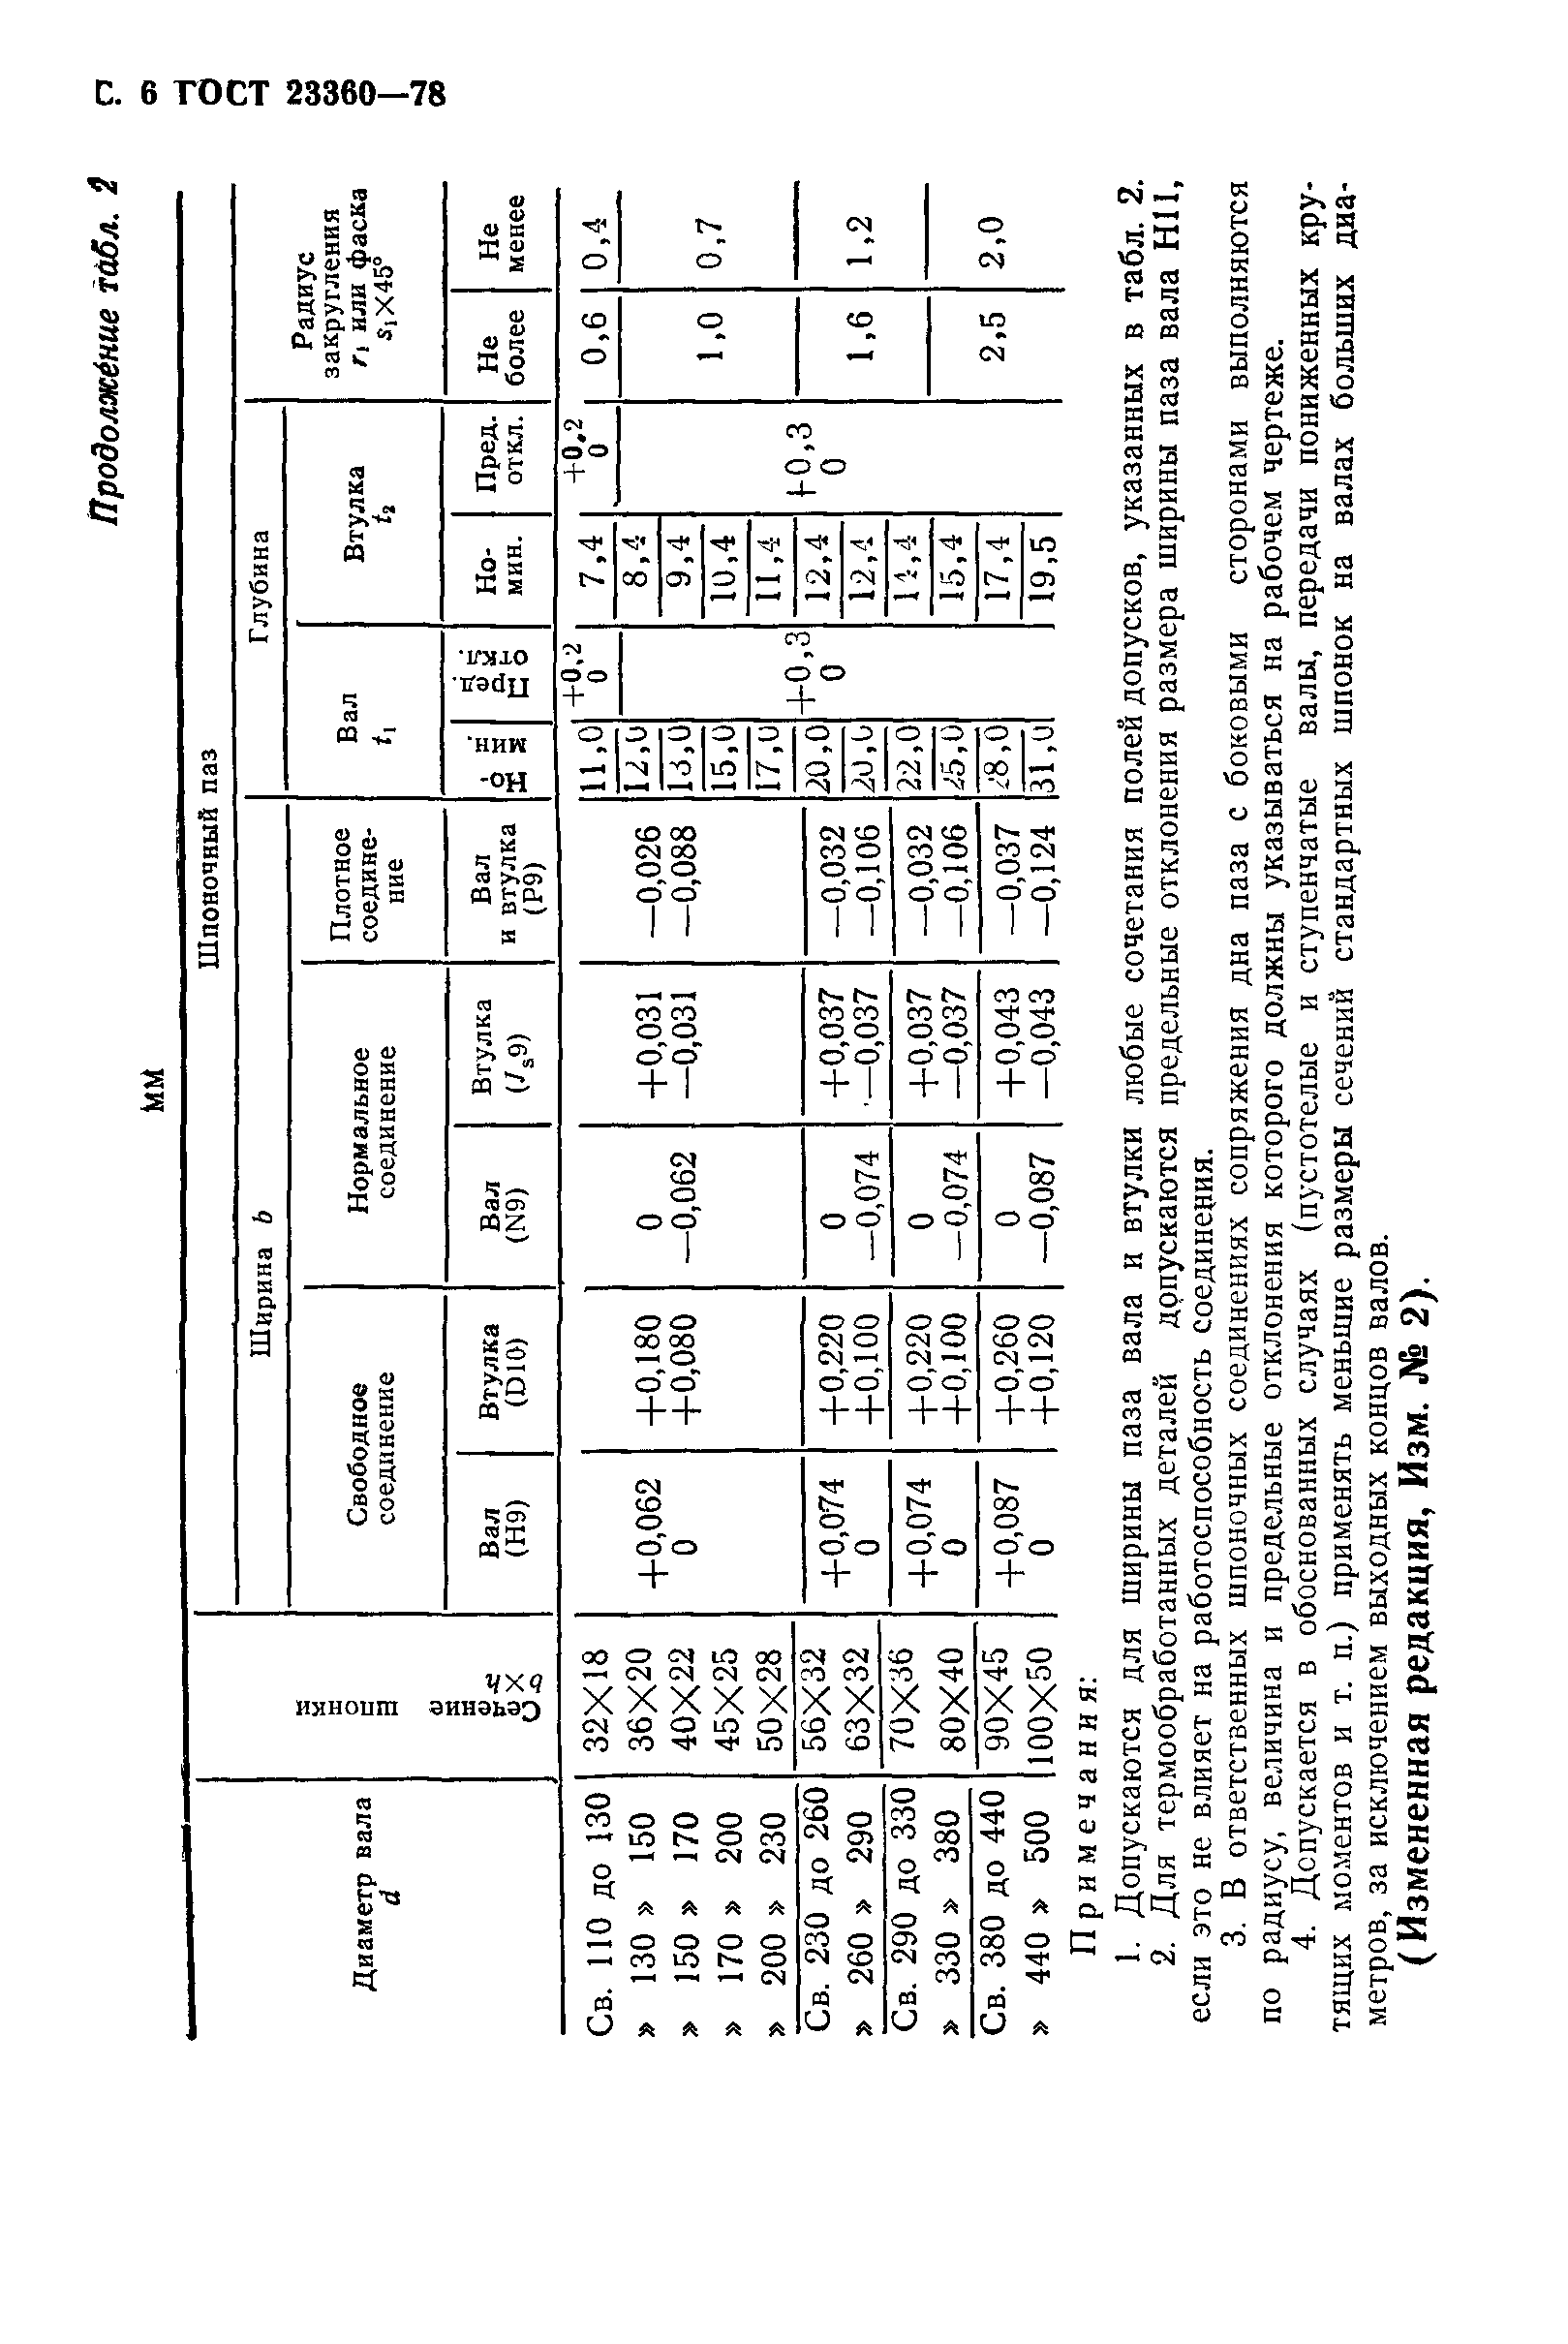 С. 6 ГОСТ 23360—78
Продолжение табл. 2
мм
Диаметр вала d
Сечение шпонки b×h
Шпоночный паз
Ширина b
Глубина
Радиус закругления r₁ или фаска s₁×45°
Свободное соединение
Нормальное соединение
Плотное соедине-
ние
Вал t₁
Втулка t₂
Вал (H9)
Втулка (D10)
Вал (N9)
Втулка (Js9)
Вал и втулка (P9)
Но-
мин.
Пред. откл.
Но-
мин.
Пред. откл.
Не более
Не менее
Св. 110 до 130 32×18 11,0 +0,2 0 7,4 +0,2 0 0,6 0,4
» 130 » 150 36×20 +0,062 0 +0,180 +0,080 0 —0,062 +0,031 —0,031 —0,026 —0,088 12,0 8,4
» 150 » 170 40×22 13,0 9,4
» 170 » 200 45×25 15,0 10,4 1,0 0,7
» 200 » 230 50×28 17,0 11,4
Св. 230 до 260 56×32 +0,074 0 +0,220 +0,100 0 —0,074 +0,037 —0,037 —0,032 —0,106 20,0 +0,3 0 12,4 +0,3 0
» 260 » 290 63×32 20,0 12,4 1,6 1,2
Св. 290 до 330 70×36 +0,074 0 +0,220 +0,100 0 —0,074 +0,037 —0,037 —0,032 —0,106 22,0 14,4
» 330 » 380 80×40 25,0 15,4
Св. 380 до 440 90×45 +0,087 0 +0,260 +0,120 0 —0,087 +0,043 —0,043 —0,037 —0,124 28,0 17,4 2,5 2,0
» 440 » 500 100×50 31,0 19,5
Примечания:
1. Допускаются для ширины паза вала и втулки любые сочетания полей допусков, указанных в табл. 2.
2. Для термообработанных деталей допускаются предельные отклонения размера ширины паза вала H11,
если это не влияет на работоспособность соединения.
3. В ответственных шпоночных соединениях сопряжения дна паза с боковыми сторонами выполняются
по радиусу, величина и предельные отклонения которого должны указываться на рабочем чертеже.
4. Допускается в обоснованных случаях (пустотелые и ступенчатые валы, передачи пониженных кру-
тящих моментов и т. п.) применять меньшие размеры сечений стандартных шпонок на валах больших диа-
метров, за исключением выходных концов валов.
(Измененная редакция, Изм. № 2).